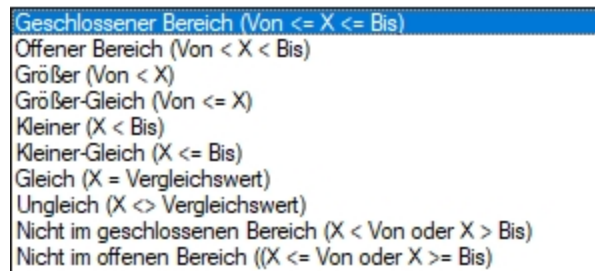 Geschlossener Bereich (Von <= X <= Bis)
Offener Bereich (Von < X < Bis)
Größer (Von < X)
Größer-Gleich (Von <= X)
Kleiner (X < Bis)
Kleiner-Gleich (X <= Bis)
Gleich (X = Vergleichswert)
Ungleich (X <> Vergleichswert)
Nicht im geschlossenen Bereich (X < Von oder X > Bis)
Nicht im offenen Bereich ((X <= Von oder X >= Bis)